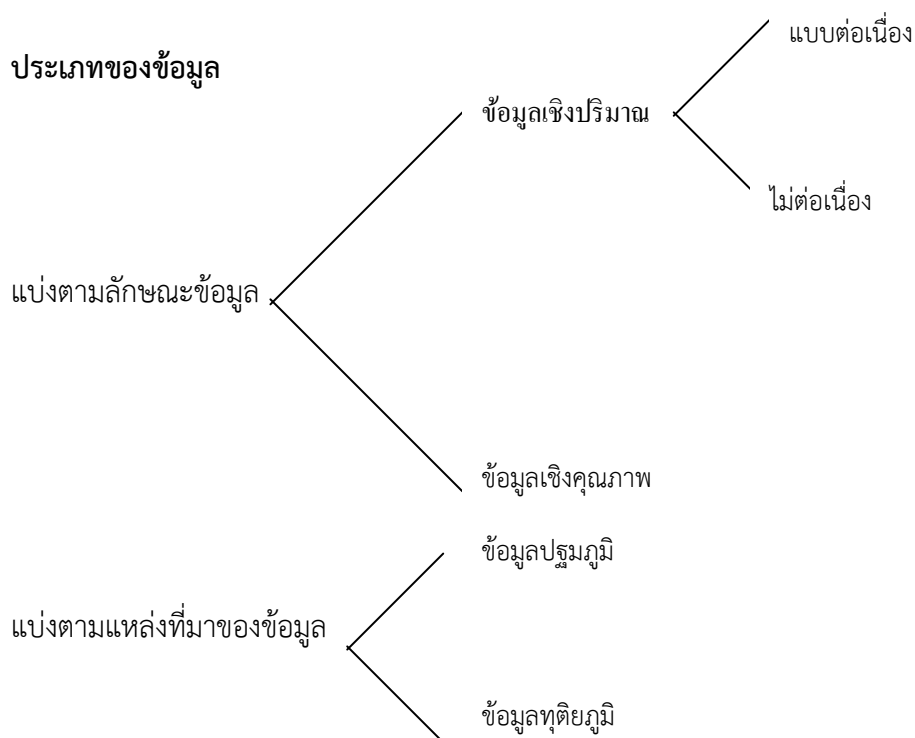 แบบต่อเนื่อง
ประเภทของข้อมูล
ข้อมูลเชิงปริมาณ
ไม่ต่อเนื่อง
แบ่งตามลักษณะข้อมูล
ข้อมูลเชิงคุณภาพ
ข้อมูลปฐมภูมิ
แบ่งตามแหล่งที่มาของข้อมูล
ข้อมูลทุติยภูมิ